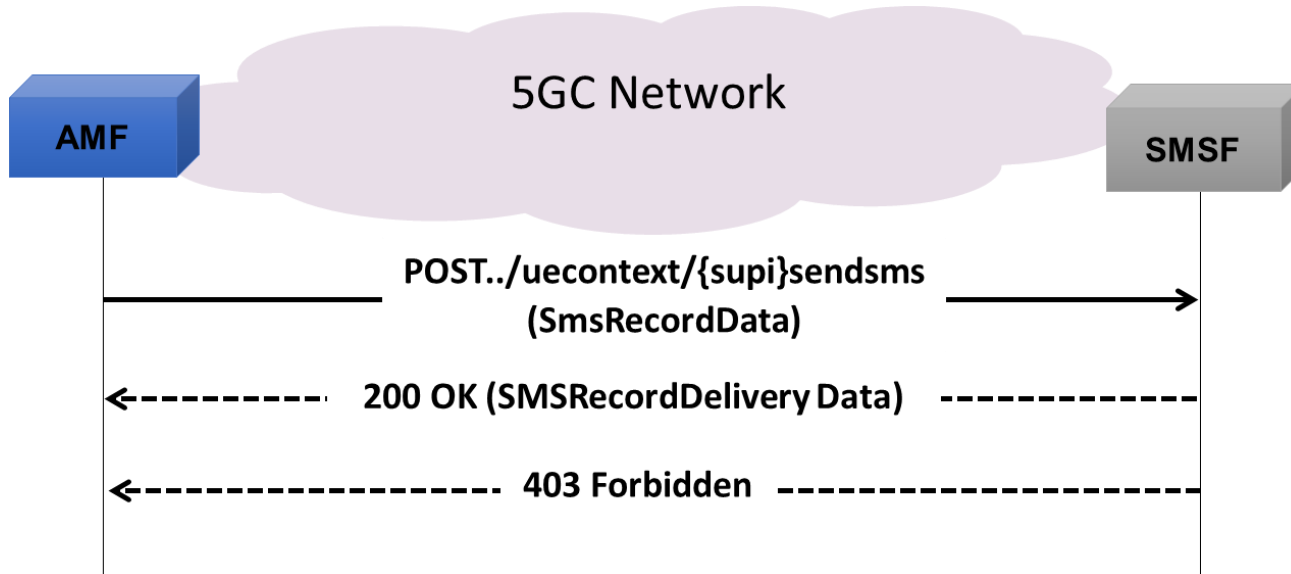 5GC Network
AMF
SMSF
POST../uecontext/{supi}sendsms
(SmsRecordData)
200 OK (SMSRecordDelivery Data)
403 Forbidden